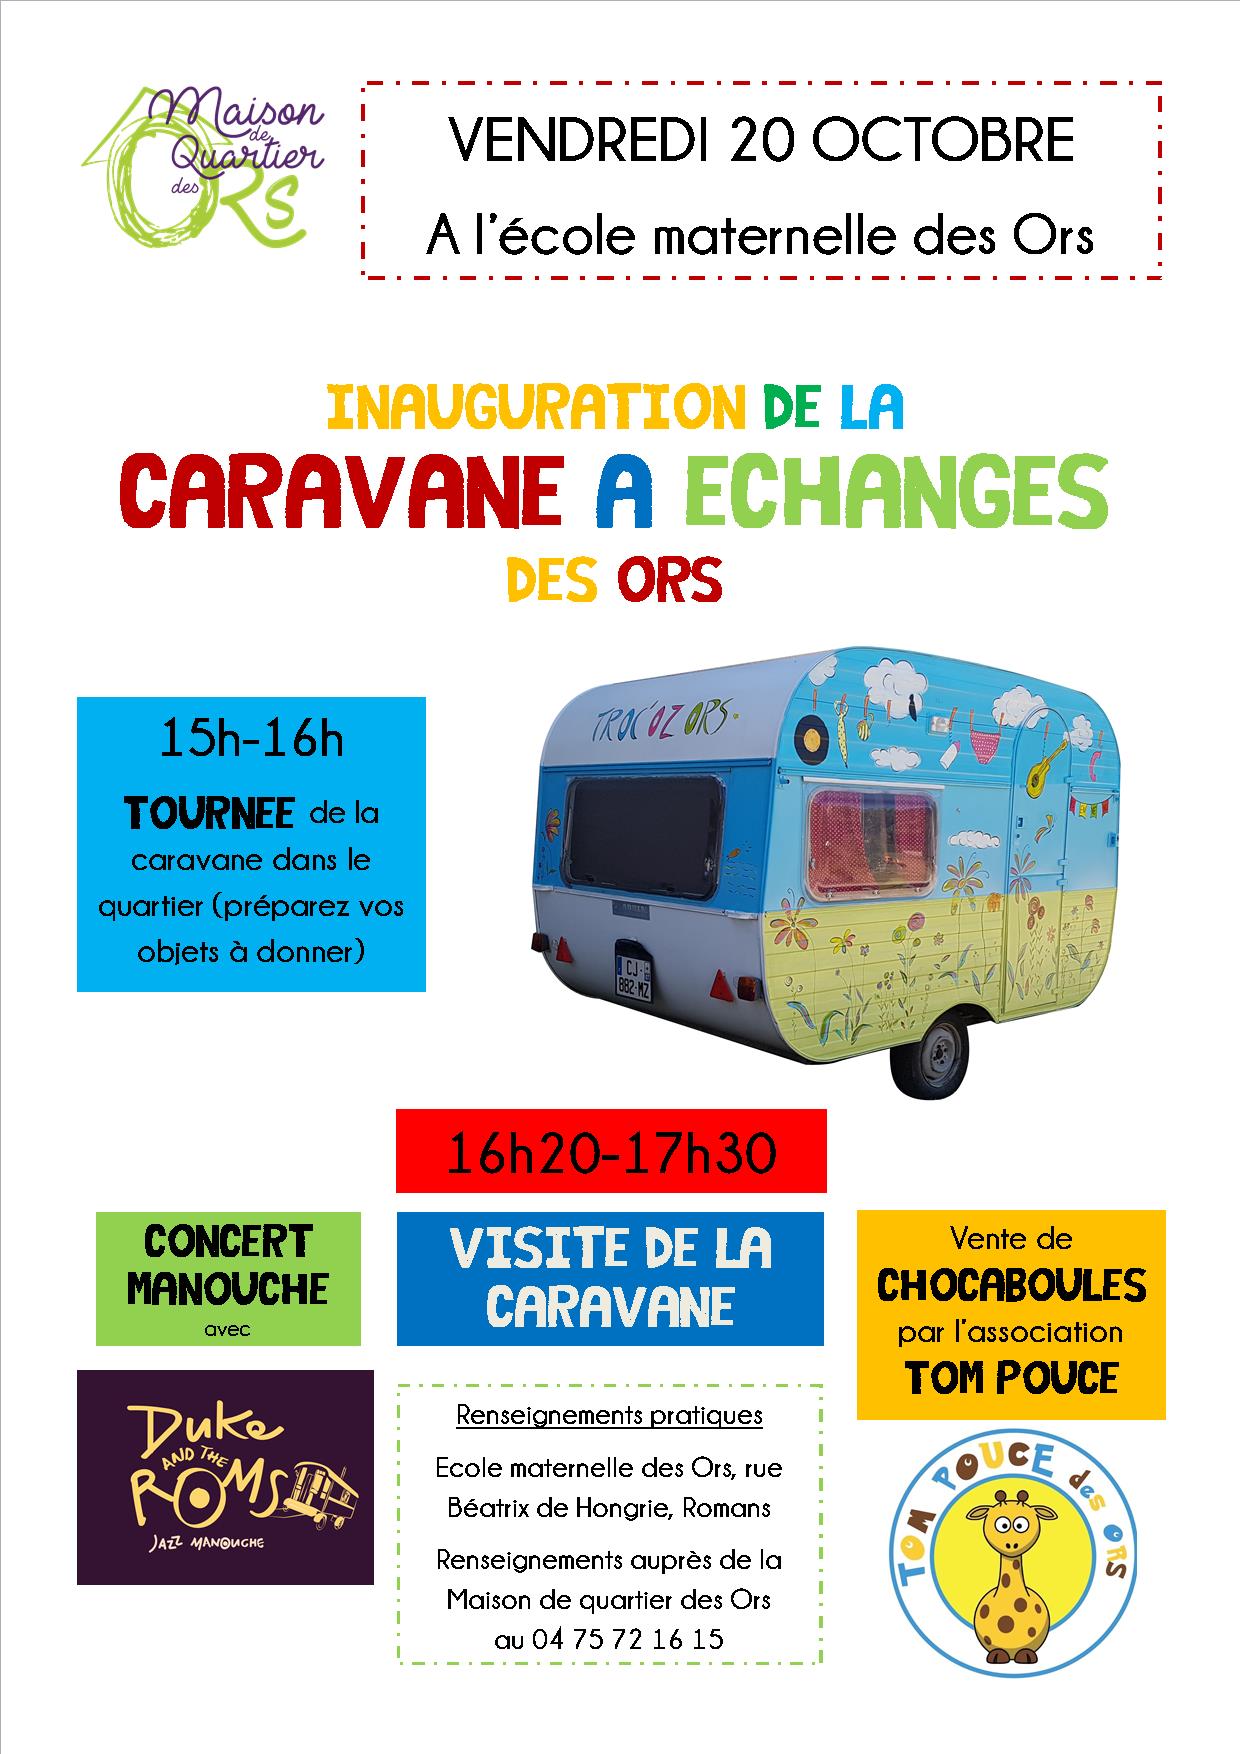 Maison
de
Quartier
des
ORS
VENDREDI 20 OCTOBRE
A l'école maternelle des Ors
INAUGURATION DE LA
CARAVANE A ECHANGES
DES ORS
TROC'OZ ORS
CJ-
882-MZ
15h-16h
TOURNEE de la
caravane dans le
quartier (préparez vos
objets à donner)
16h20-17h30
CONCERT
MANOUCHE
avec
Duke
AND THE
ROMS
JAZZ MANOUCHE
VISITE DE LA
CARAVANE
Renseignements pratiques
Ecole maternelle des Ors, rue
Béatrix de Hongrie, Romans
Renseignements auprès de la
Maison de quartier des Ors
au 04 75 72 16 15
Vente de
CHOCABOULES
par l'association
TOM POUCE
TOM POUCE des ORS